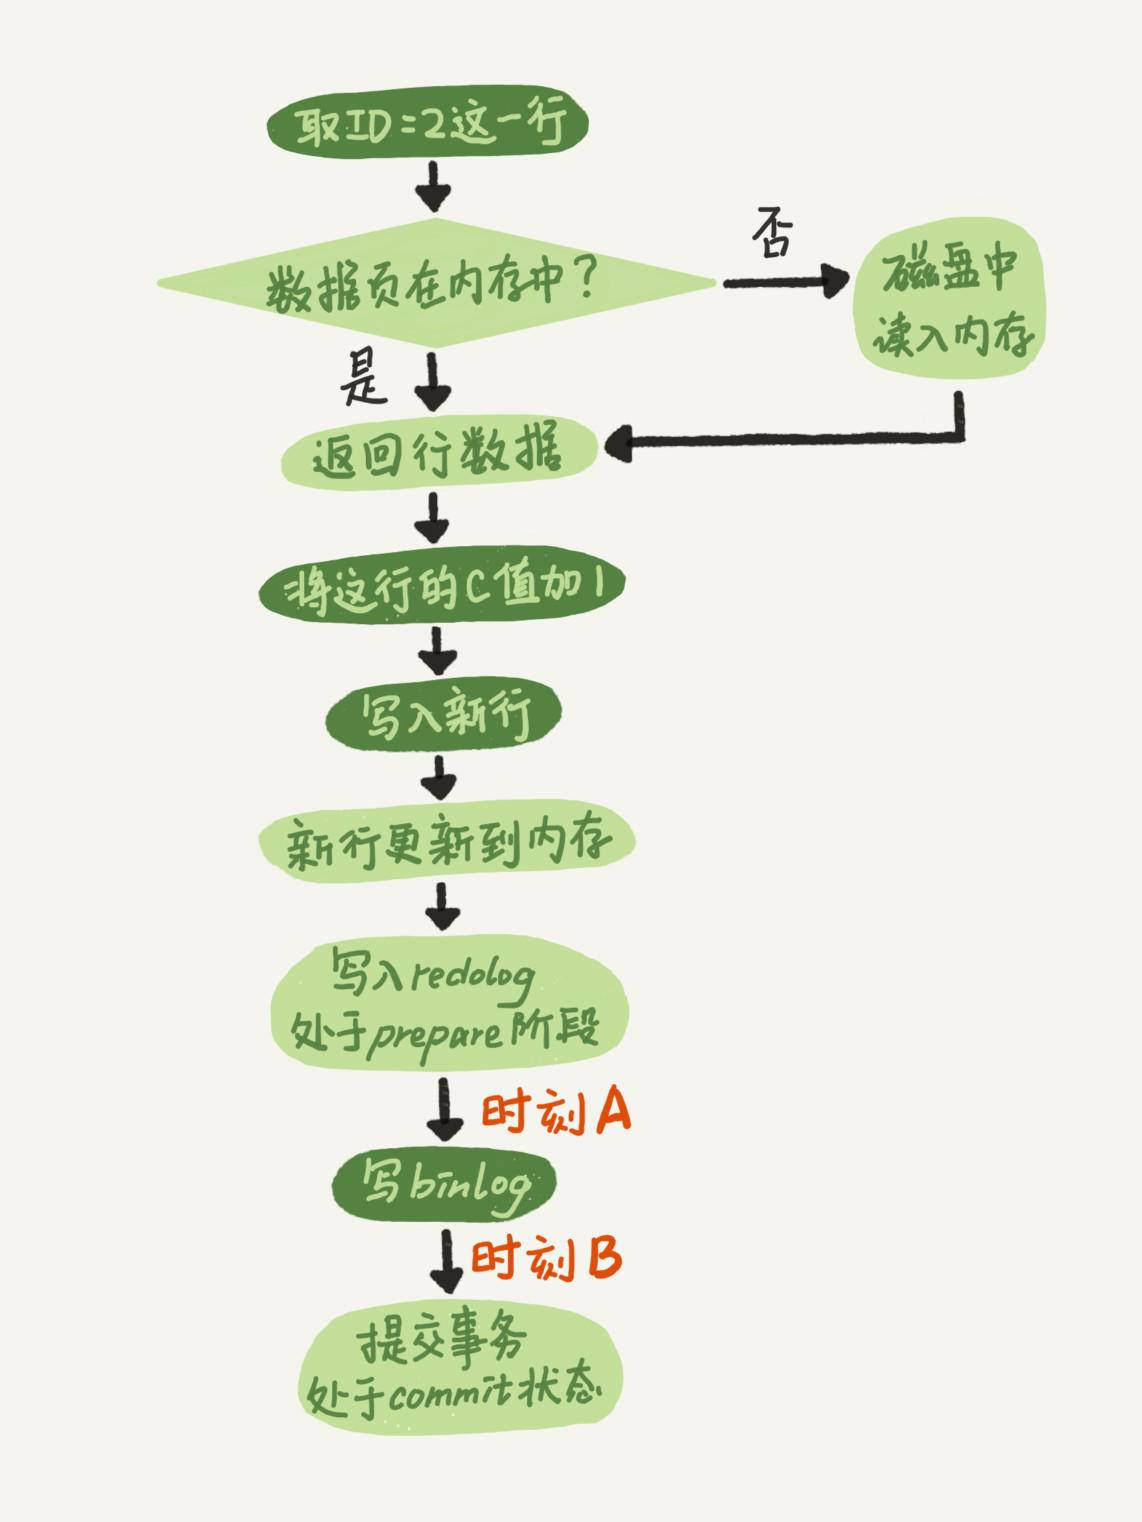 取ID=2这一行
数据页在内存中？
否
磁盘中
读入内存
是
返回行数据
将这行的C值加1
写入新行
新行更新到内存
写入redolog
处于prepare阶段
时刻A
写binlog
时刻B
提交事务
处于commit状态